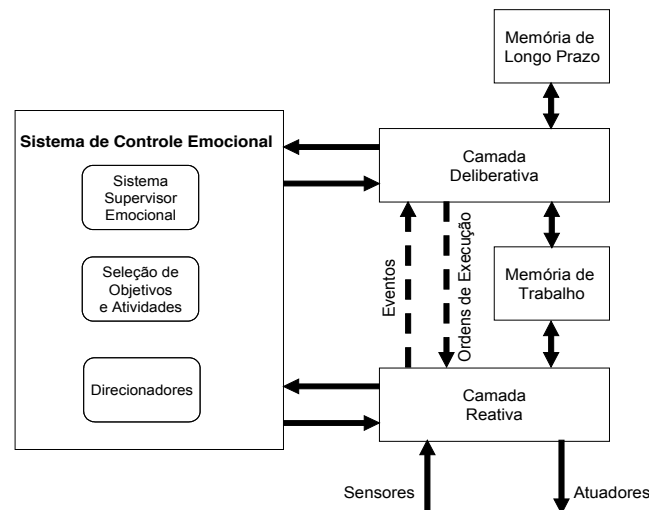 Memória de
Longo Prazo
Sistema de Controle Emocional
Sistema
Supervisor
Emocional
Seleção de
Objetivos
e Atividades
Direcionadores
Camada
Deliberativa
Eventos
Ordens de Execução
Memória de
Trabalho
Camada
Reativa
Sensores
Atuadores